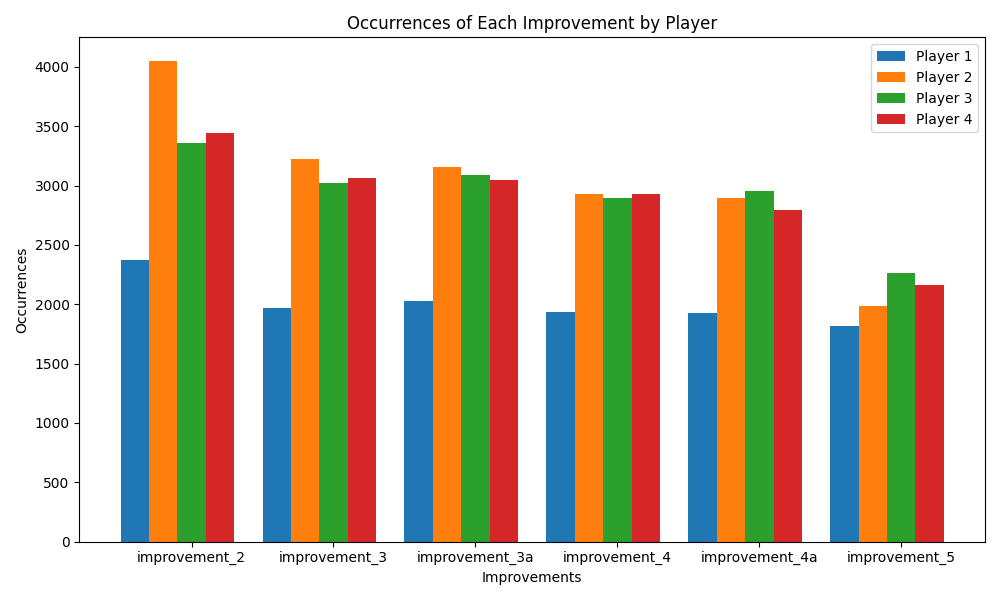 Occurrences of Each Improvement by Player
Player 1
Player 2
Player 3
Player 4
Occurrences
4000
3500
3000
2500
2000
1500
1000
500
0
improvement_2 improvement_3 improvement_3a improvement_4 improvement_4a improvement_5
Improvements